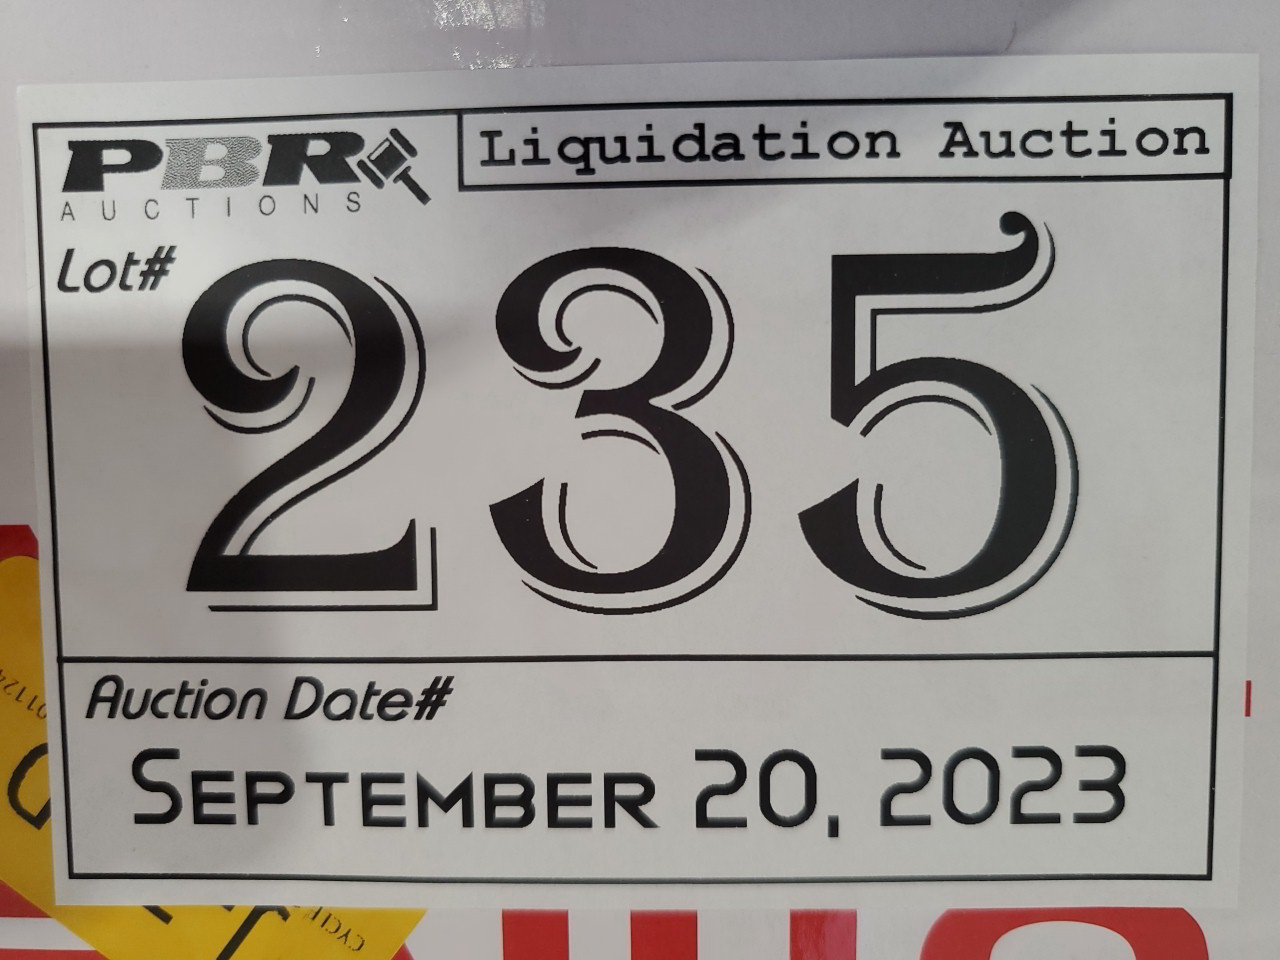 PBR
AUCTIONS
Liquidation Auction
Lot#
235
Auction Date#
September 20, 2023